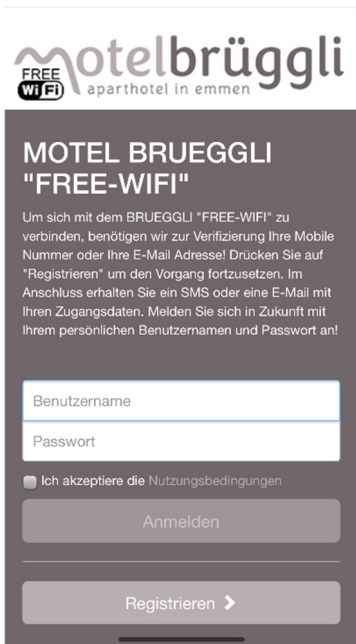 FREE
WiFi
motelbrüggli
aparthotel in emmen
MOTEL BRUEGGLI
"FREE-WIFI"
Um sich mit dem BRUEGGLI "FREE-WIFI" zu
verbinden, benötigen wir zur Verifizierung Ihre Mobile
Nummer oder Ihre E-Mail Adresse! Drücken Sie auf
"Registrieren" um den Vorgang fortzusetzen. Im
Anschluss erhalten Sie ein SMS oder eine E-Mail mit
Ihren Zugangsdaten. Melden Sie sich in Zukunft mit
Ihrem persönlichen Benutzernamen und Passwort an!
Benutzername
Passwort
Ich akzeptiere die Nutzungsbedingungen
Anmelden
Registrieren